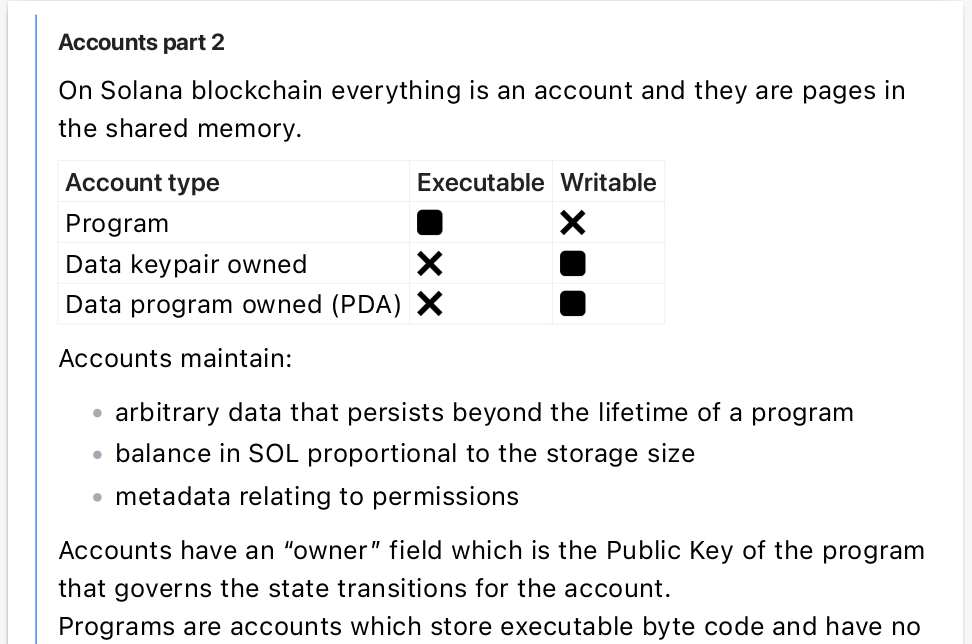 Accounts part 2
On Solana blockchain everything is an account and they are pages in
the shared memory.
Account type Executable Writable
Program ■ ✕
Data keypair owned ✕ ■
Data program owned (PDA) ✕ ■
Accounts maintain:
• arbitrary data that persists beyond the lifetime of a program
• balance in SOL proportional to the storage size
• metadata relating to permissions
Accounts have an “owner” field which is the Public Key of the program
that governs the state transitions for the account.
Programs are accounts which store executable byte code and have no